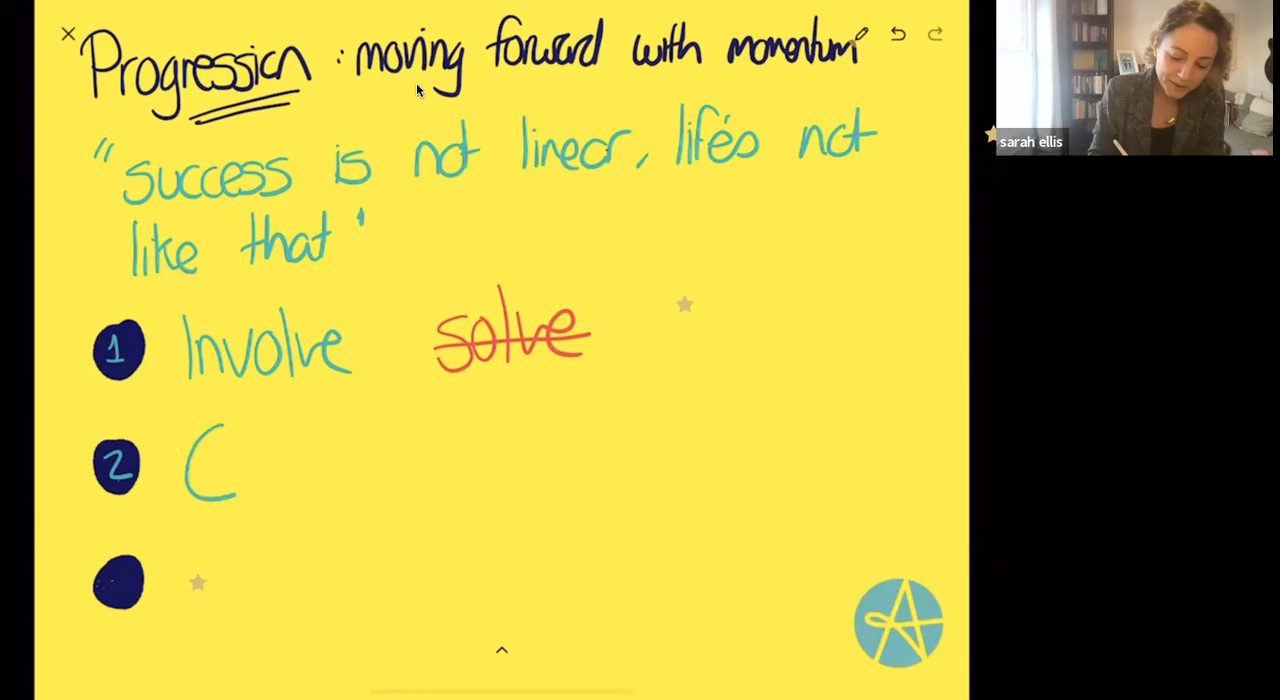 Progression : moving forward with momentum
"success is not linear, life's not
like that"
1 Involve solve
2 C
sarah ellis